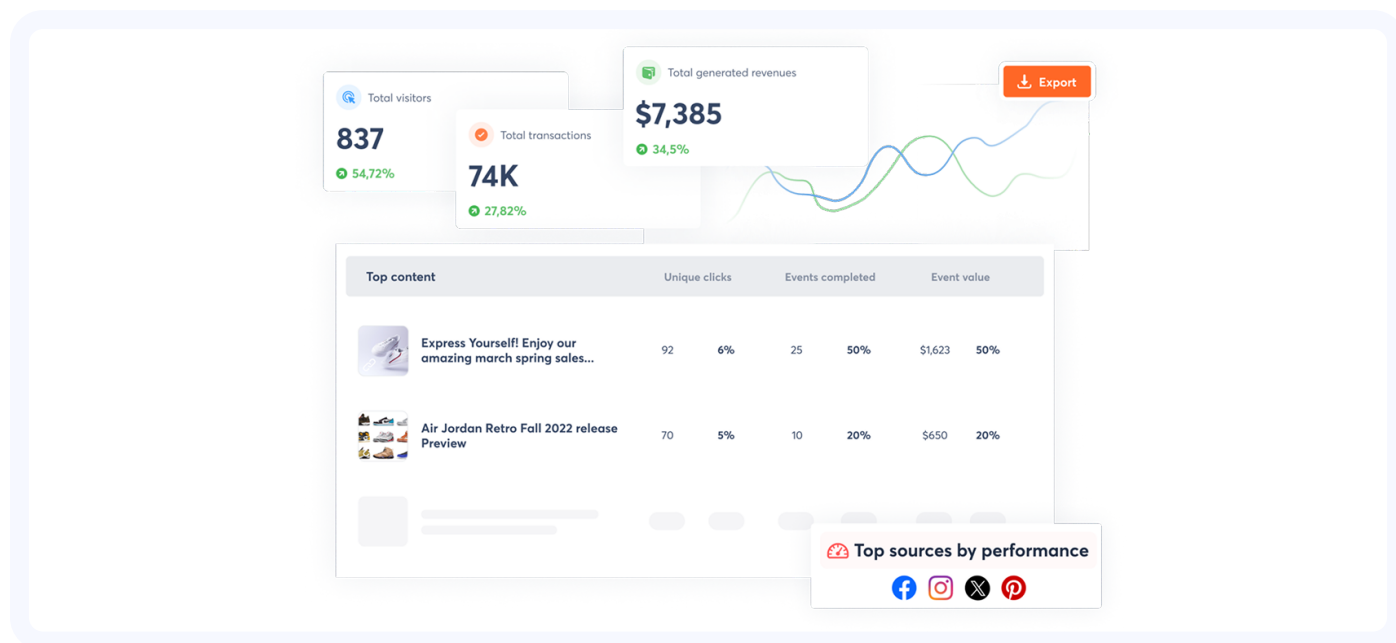 Total visitors
837
54,72%
Total transactions
74K
27,82%
Total generated revenues
$7,385
34,5%
Export
Top content Unique clicks Events completed Event value
Express Yourself! Enjoy our
amazing march spring sales...
92 6% 25 50% $1,623 50%
Air Jordan Retro Fall 2022 release
Preview
70 5% 10 20% $650 20%
Top sources by performance